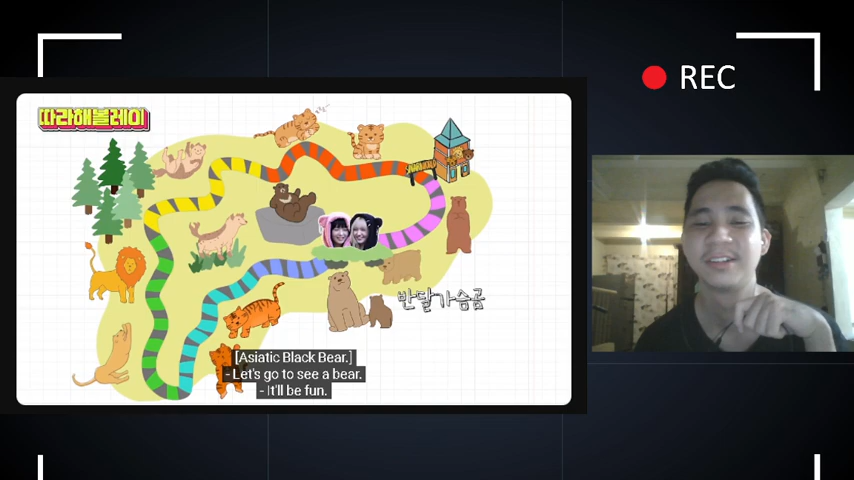 REC
따라해볼레이
반달가슴곰
[Asiatic Black Bear.]
- Let's go to see a bear.
- It'll be fun.